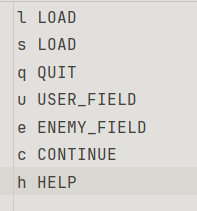 l LOAD
s LOAD
q QUIT
u USER_FIELD
e ENEMY_FIELD
c CONTINUE
h HELP